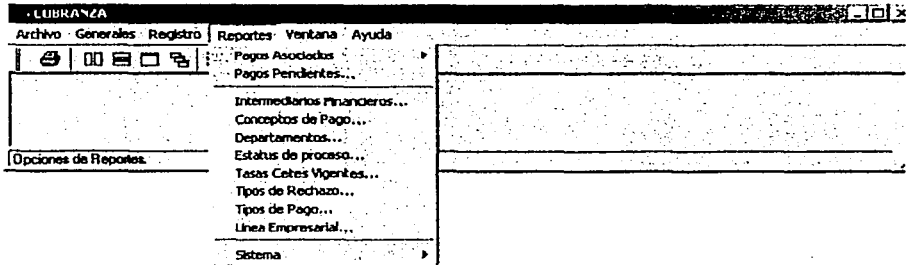 COBRANZA
Archivo Generales Registro Reportes Ventana Ayuda
Pagos Asociados
Pagos Pendientes...
Intermediarios Financieros...
Conceptos de Pago...
Departamentos...
Estatus de proceso...
Tasas Cetes Vigentes...
Tipos de Rechazo...
Tipos de Pago...
Linea Empresarial...
Sistema
Opciones de Reportes.